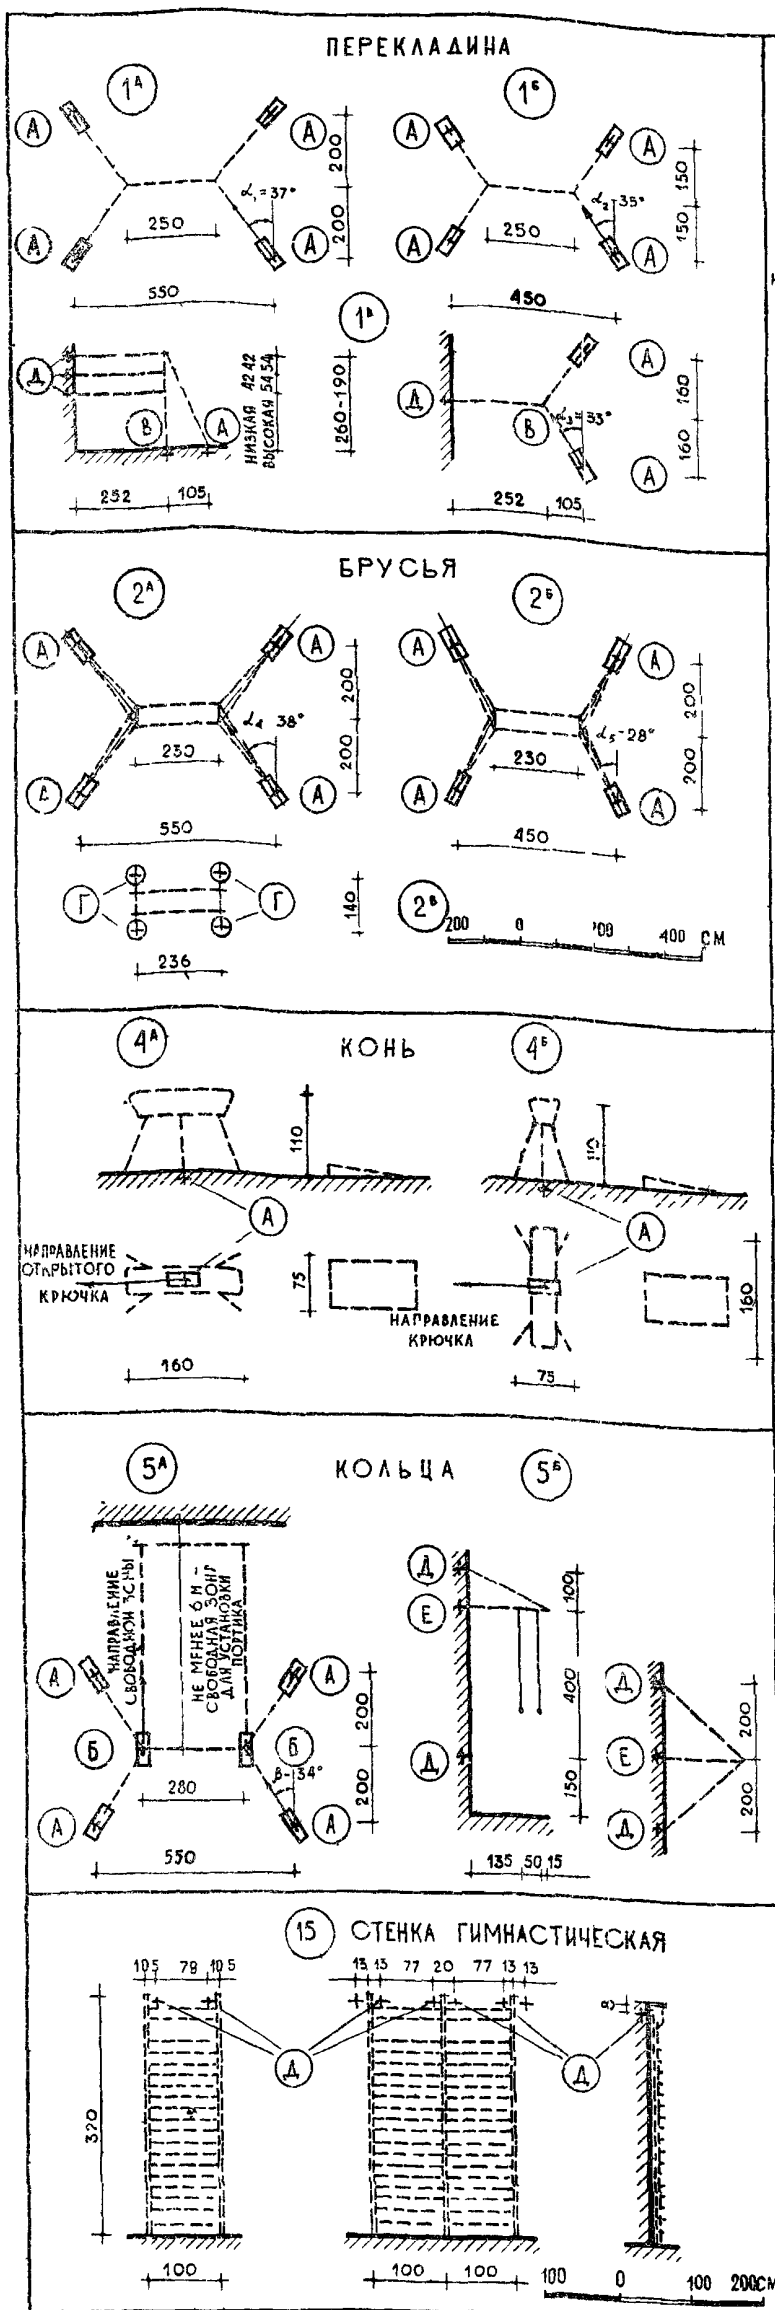 ПЕРЕКЛАДИНА
1А
1Б
А
А
А
А
200
200
α₁=37°
250
550
А
А
А
А
150
150
α₂=35°
250
450
1В
Д
В
А
НИЗКАЯ 42 42
ВЫСОКАЯ 54 54
260-190
252
105
Д
В
А
А
α₃=33°
160
160
252
105
БРУСЬЯ
2А
2Б
А
А
А
А
200
200
α₄ 38°
230
550
А
А
А
А
200
200
α₅-28°
230
450
Г
Г
140
236
2В
200 0 200 400 СМ
КОНЬ
4А
4Б
110
110
А
А
НАПРАВЛЕНИЕ
ОТКРЫТОГО
КРЮЧКА
75
160
НАПРАВЛЕНИЕ
КРЮЧКА
160
75
КОЛЬЦА
5А
5Б
НАПРАВЛЕНИЕ
СВОБОДНОЙ ЗОНЫ
НЕ МЕНЕЕ 6 М -
СВОБОДНАЯ ЗОНА
ДЛЯ УСТАНОВКИ
ПОРТИКА
А
А
Б
Б
А
А
200
200
β-34°
280
550
Д
Е
Д
100
400
150
135 50 15
Д
Е
Д
200
200
15 СТЕНКА ГИМНАСТИЧЕСКАЯ
10 5 78 10 5
13 13 77 20 77 13 13
Д
Д
320
100
100 100
100 0 100 200СМ